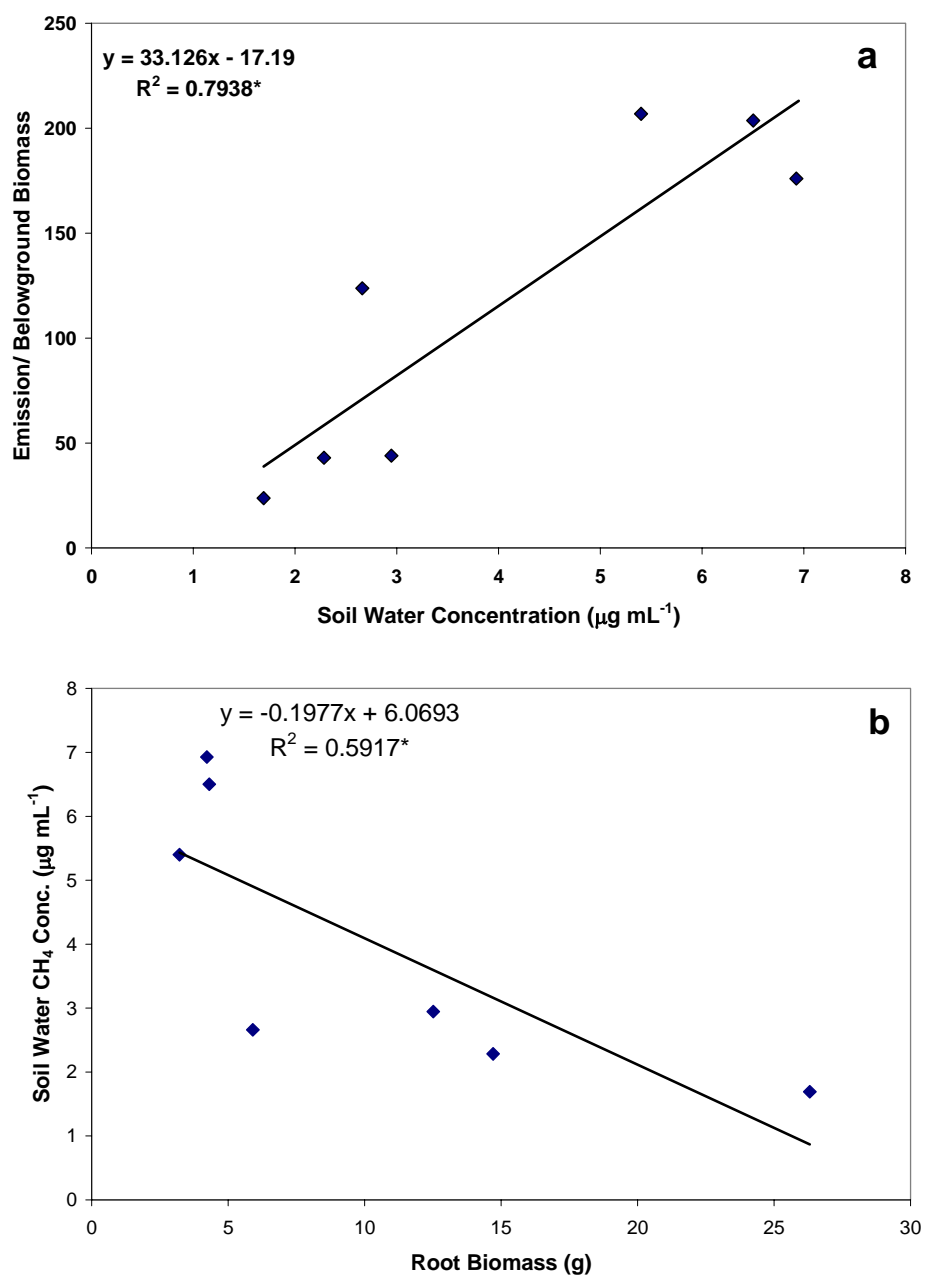 250
200
150
100
50
0
y = 33.126x - 17.19
R² = 0.7938*
a
Emission/ Belowground Biomass
0 1 2 3 4 5 6 7 8
Soil Water Concentration (μg mL⁻¹)
8
7
6
5
4
3
2
1
0
y = -0.1977x + 6.0693
R² = 0.5917*
b
Soil Water CH₄ Conc. (μg mL⁻¹)
0 5 10 15 20 25 30
Root Biomass (g)